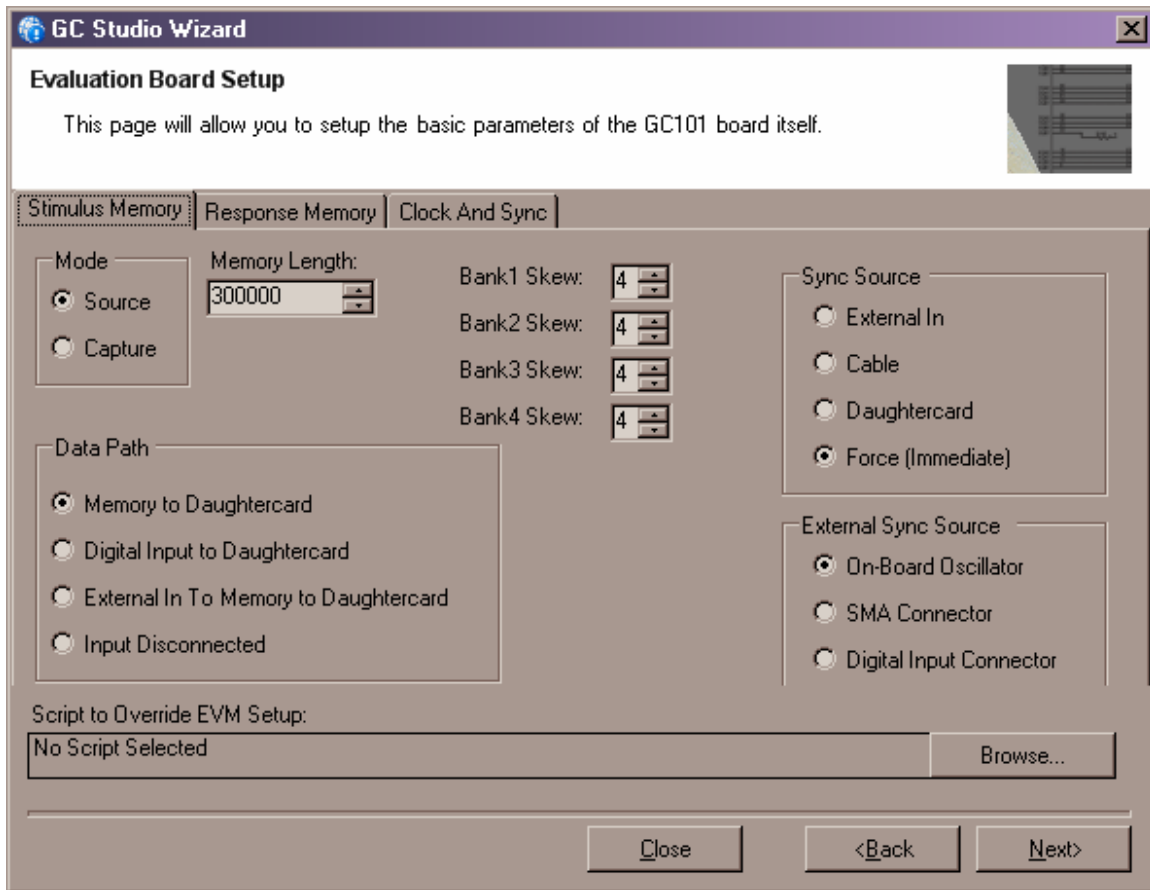 GC Studio Wizard
Evaluation Board Setup
This page will allow you to setup the basic parameters of the GC101 board itself.
Stimulus Memory
Response Memory
Clock And Sync
Mode
Source
Capture
Memory Length:
300000
Bank1 Skew:
4
Bank2 Skew:
4
Bank3 Skew:
4
Bank4 Skew:
4
Sync Source
External In
Cable
Daughtercard
Force (Immediate)
Data Path
Memory to Daughtercard
Digital Input to Daughtercard
External In To Memory to Daughtercard
Input Disconnected
External Sync Source
On-Board Oscillator
SMA Connector
Digital Input Connector
Script to Override EVM Setup:
No Script Selected
Browse...
Close
<Back
Next>